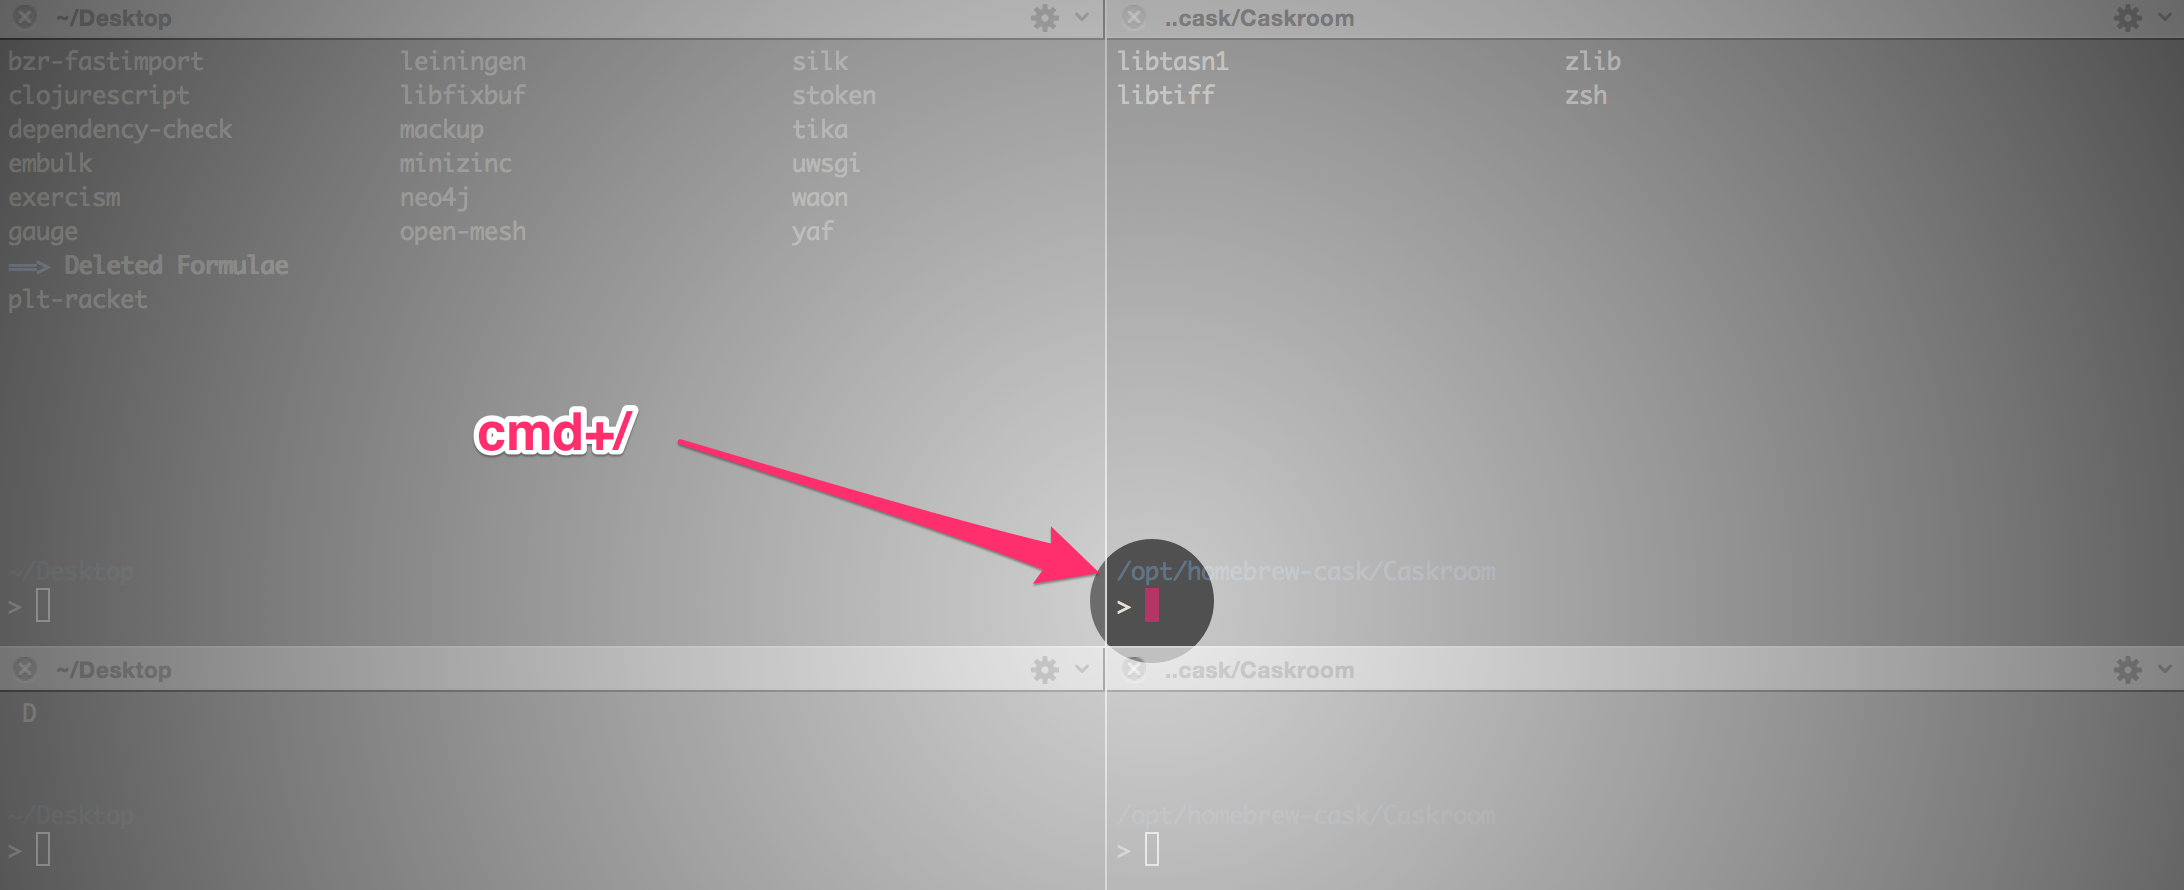 ~/Desktop
bzr-fastimport leiningen silk
clojurescript libfixbuf stoken
dependency-check mackup tika
embulk minizinc uwsgi
exercism neo4j waon
gauge open-mesh yaf
==> Deleted Formulae
plt-racket
cmd+/
~/Desktop
>
..cask/Caskroom
libtasn1 zlib
libtiff zsh
/opt/homebrew-cask/Caskroom
>
~/Desktop
D
~/Desktop
>
..cask/Caskroom
/opt/homebrew-cask/Caskroom
>